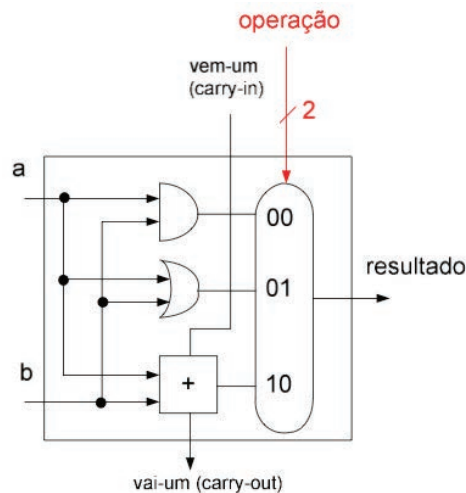 operação
vem-um
(carry-in)
2
a
00
01
resultado
b
+
10
vai-um (carry-out)